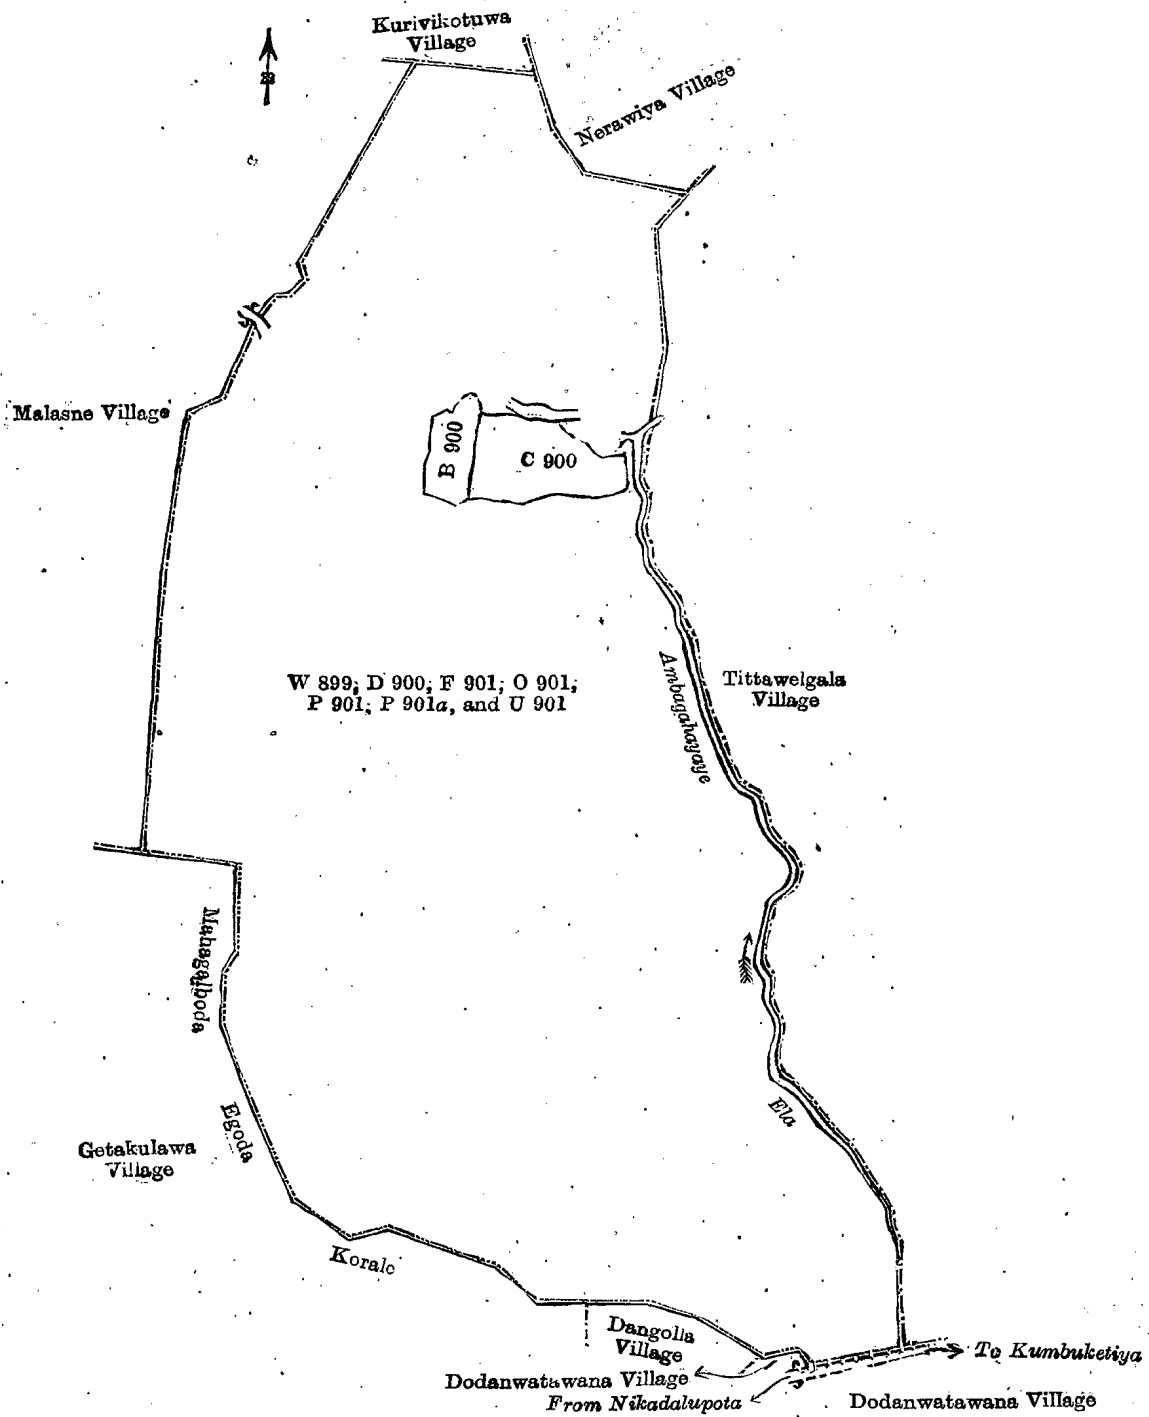 Kurivikotuwa
Village
Nerawiya Village
Malasne Village
B 900
C 900
W 899; D 900; F 901; O 901;
P 901; P 901a, and U 901
Ambagahayaye
Tittawelgala
Village
Mahagalboda
Egoda
Ela
Getakulawa
Village
Korale
Dangolla
Village
To Kumbuketiya
Dodanwatawana Village
From Nikadalupota
Dodanwatawana Village